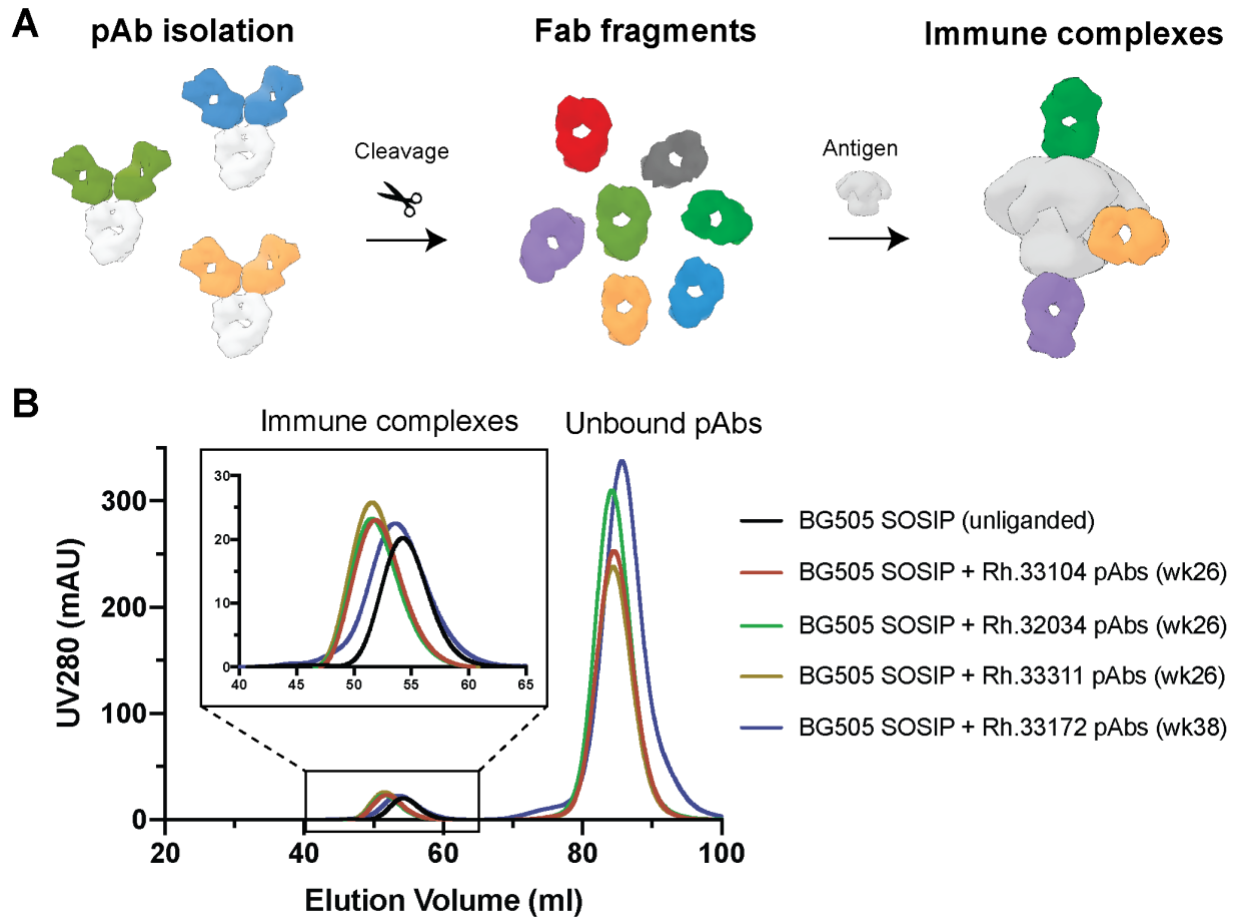 A
pAb isolation
Fab fragments
Immune complexes
Cleavage
Antigen
B
Immune complexes
Unbound pAbs
30
20
10
0
40 45 50 55 60 65
300
200
100
0
UV280 (mAU)
20 40 60 80 100
Elution Volume (ml)
BG505 SOSIP (unliganded)
BG505 SOSIP + Rh.33104 pAbs (wk26)
BG505 SOSIP + Rh.32034 pAbs (wk26)
BG505 SOSIP + Rh.33311 pAbs (wk26)
BG505 SOSIP + Rh.33172 pAbs (wk38)